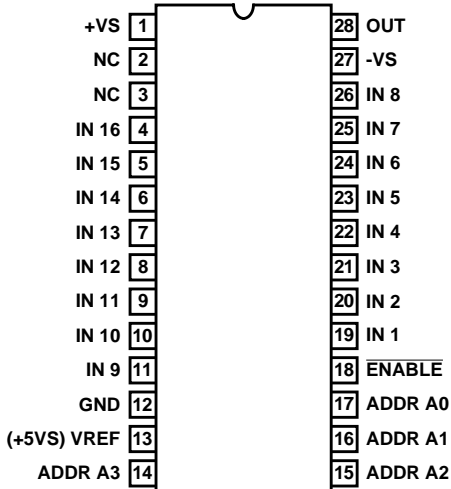 +VS 1 28 OUT
NC 2 27 -VS
NC 3 26 IN 8
IN 16 4 25 IN 7
IN 15 5 24 IN 6
IN 14 6 23 IN 5
IN 13 7 22 IN 4
IN 12 8 21 IN 3
IN 11 9 20 IN 2
IN 10 10 19 IN 1
IN 9 11 18 ENABLE
GND 12 17 ADDR A0
(+5VS) VREF 13 16 ADDR A1
ADDR A3 14 15 ADDR A2